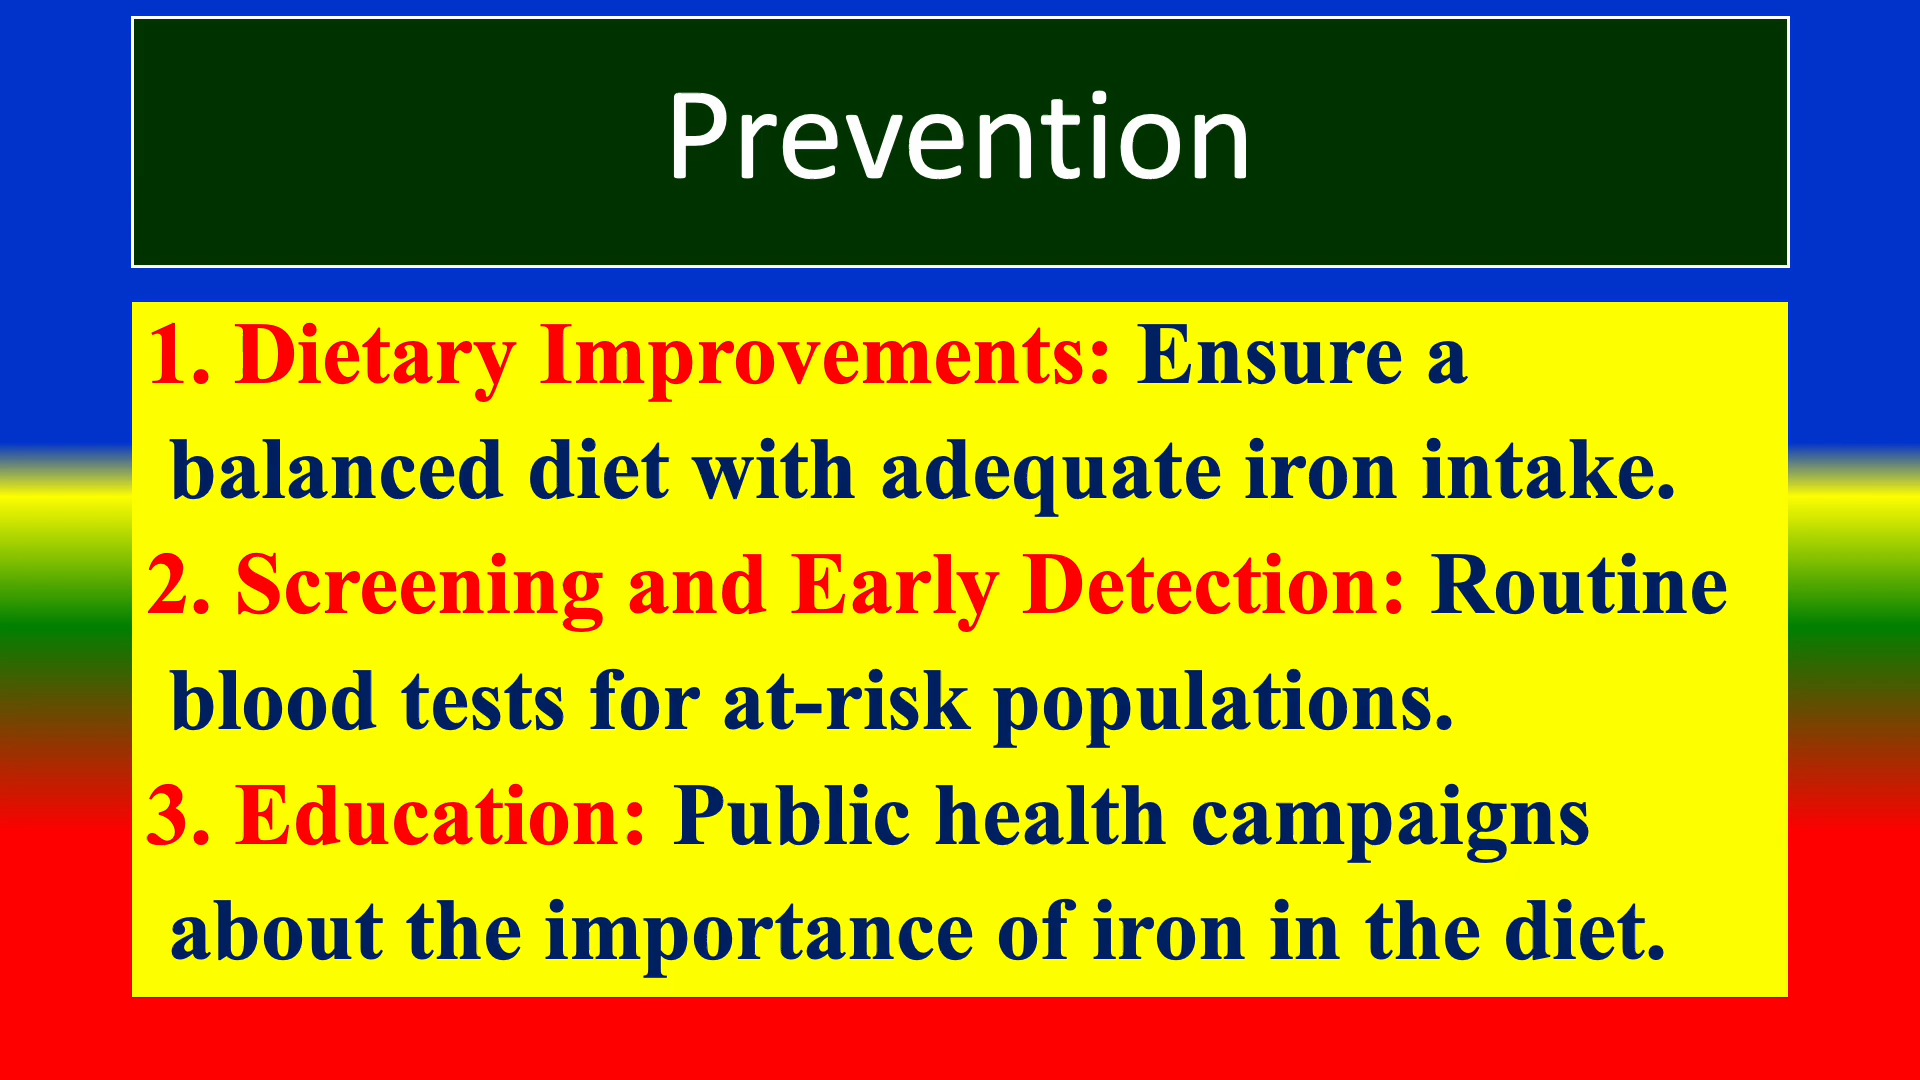 Prevention
1. Dietary Improvements: Ensure a
balanced diet with adequate iron intake.
2. Screening and Early Detection: Routine
blood tests for at-risk populations.
3. Education: Public health campaigns
about the importance of iron in the diet.